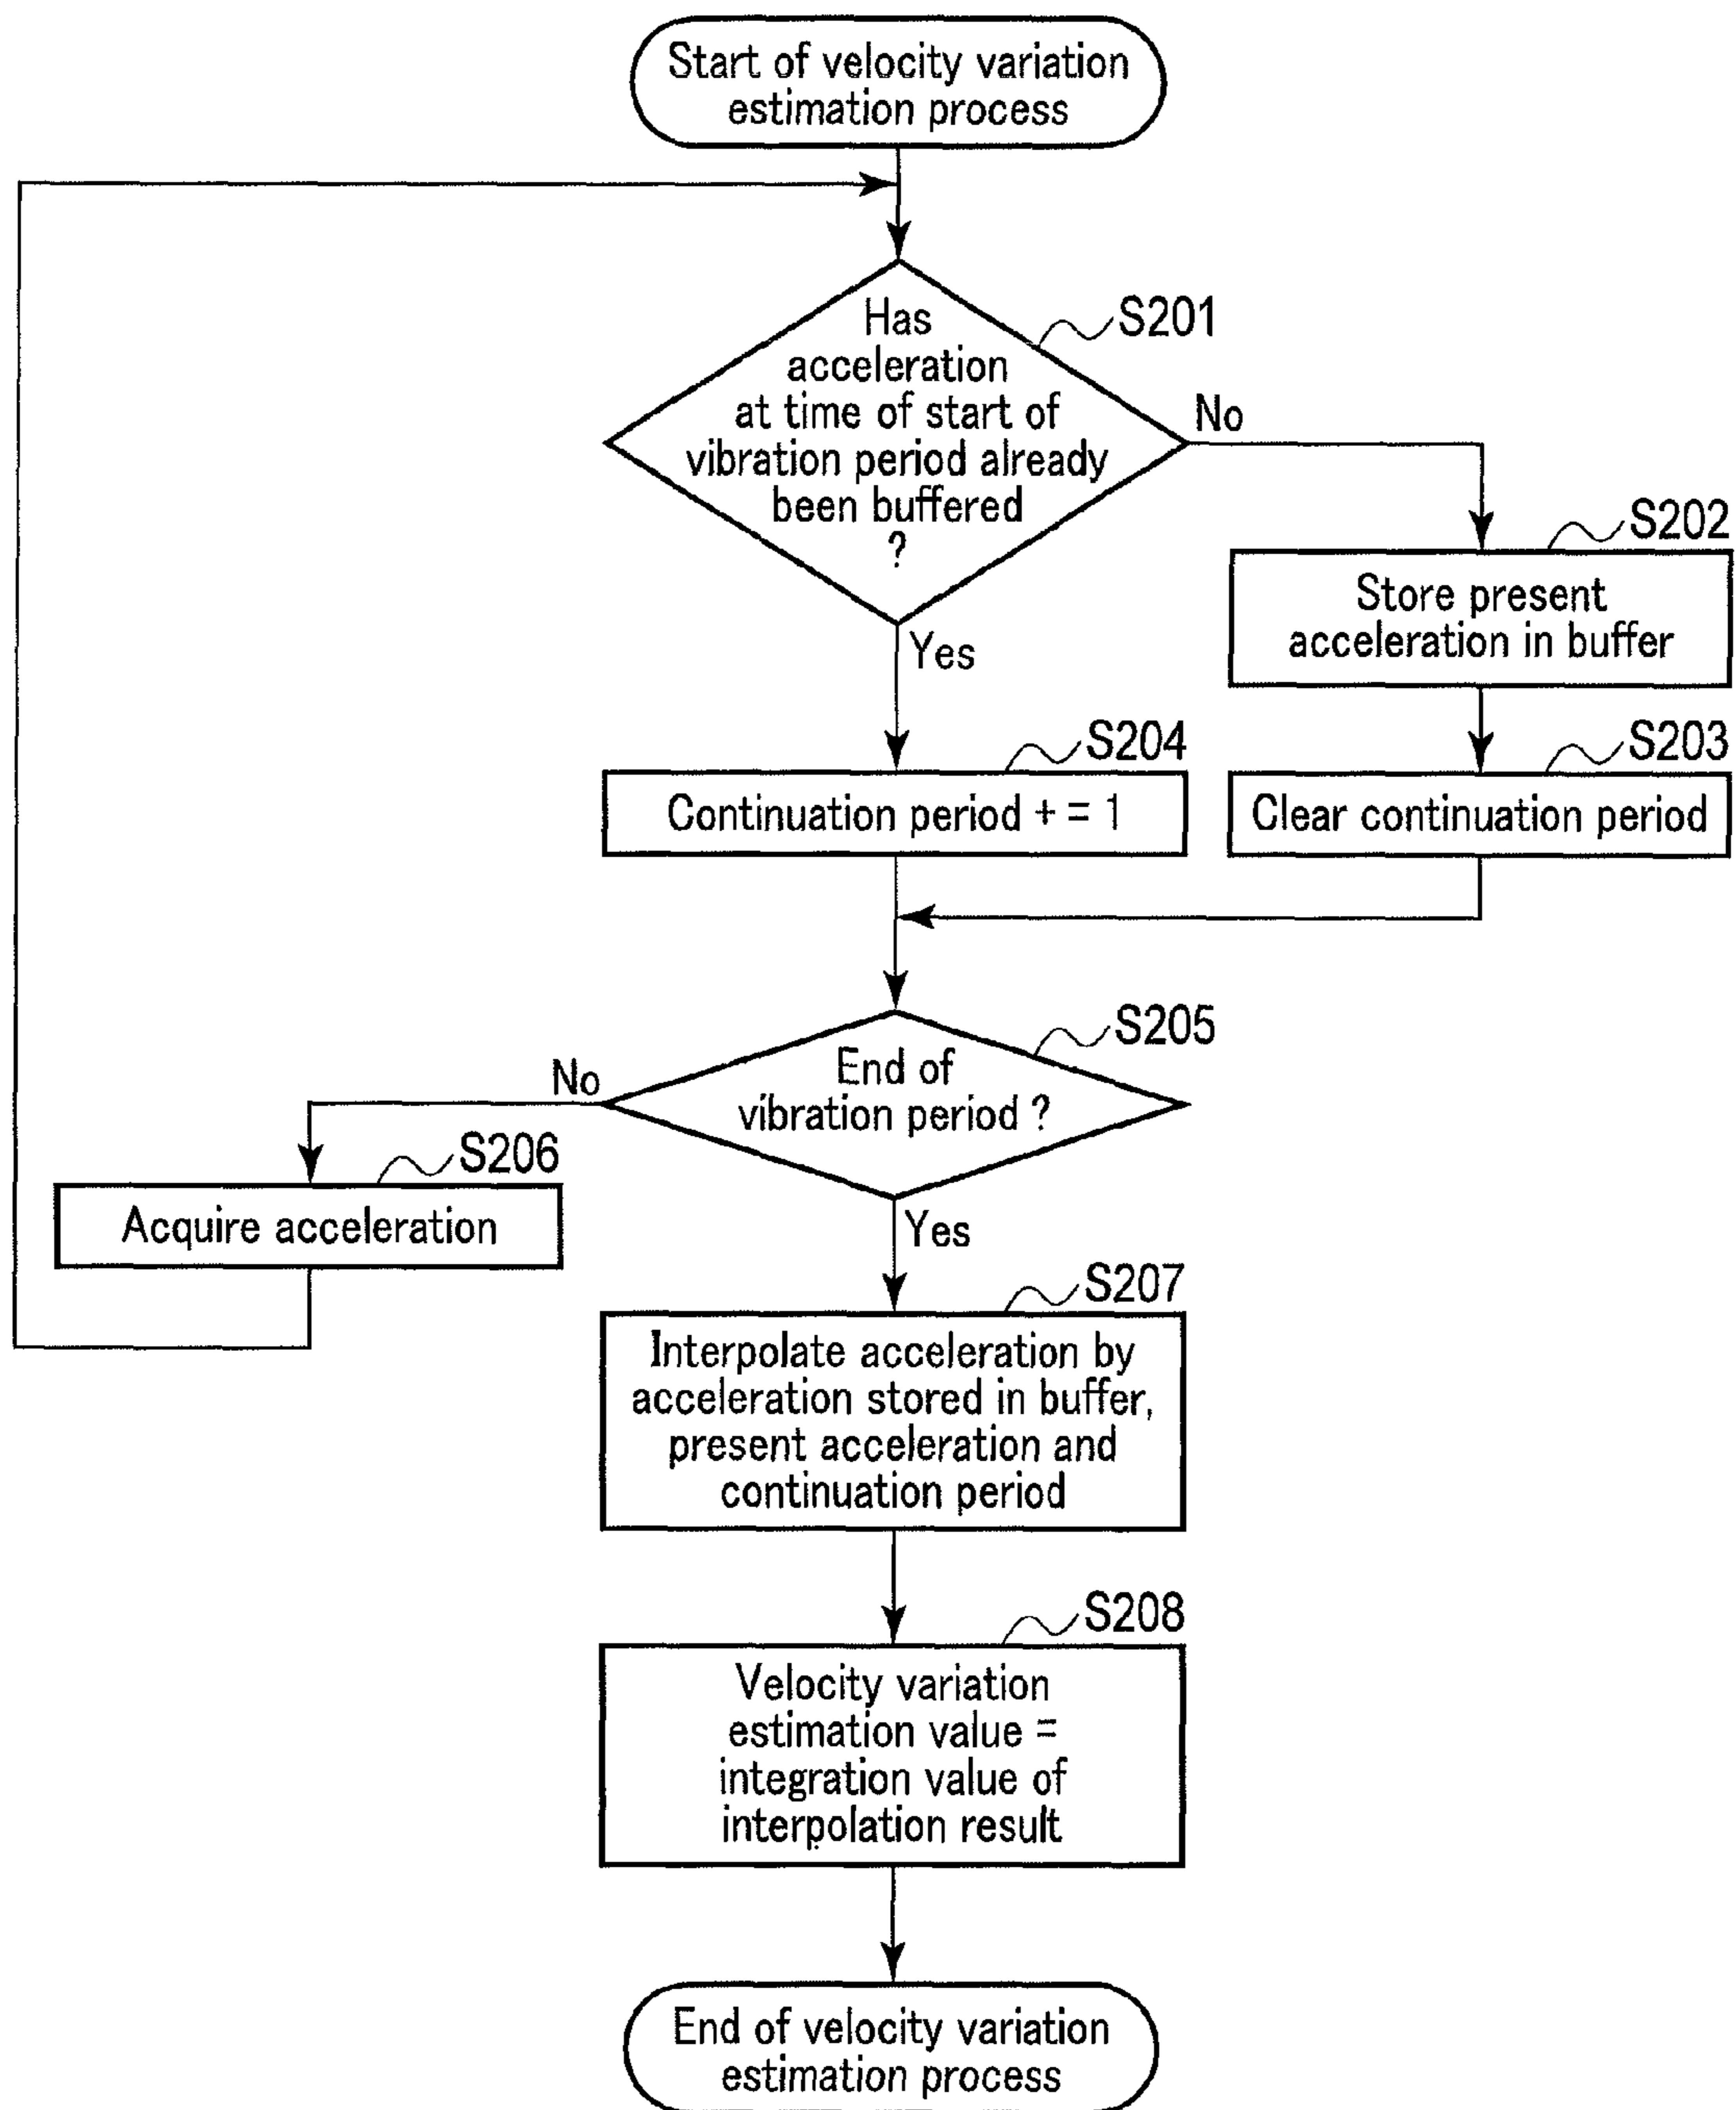 Start of velocity variation
estimation process
Has
acceleration
at time of start of
vibration period already
been buffered
?
S201
No
S202
Store present
acceleration in buffer
Yes
S204
Continuation period + = 1
S203
Clear continuation period
S205
End of
vibration period ?
No
S206
Acquire acceleration
Yes
S207
Interpolate acceleration by
acceleration stored in buffer,
present acceleration and
continuation period
S208
Velocity variation
estimation value =
integration value of
interpolation result
End of velocity variation
estimation process